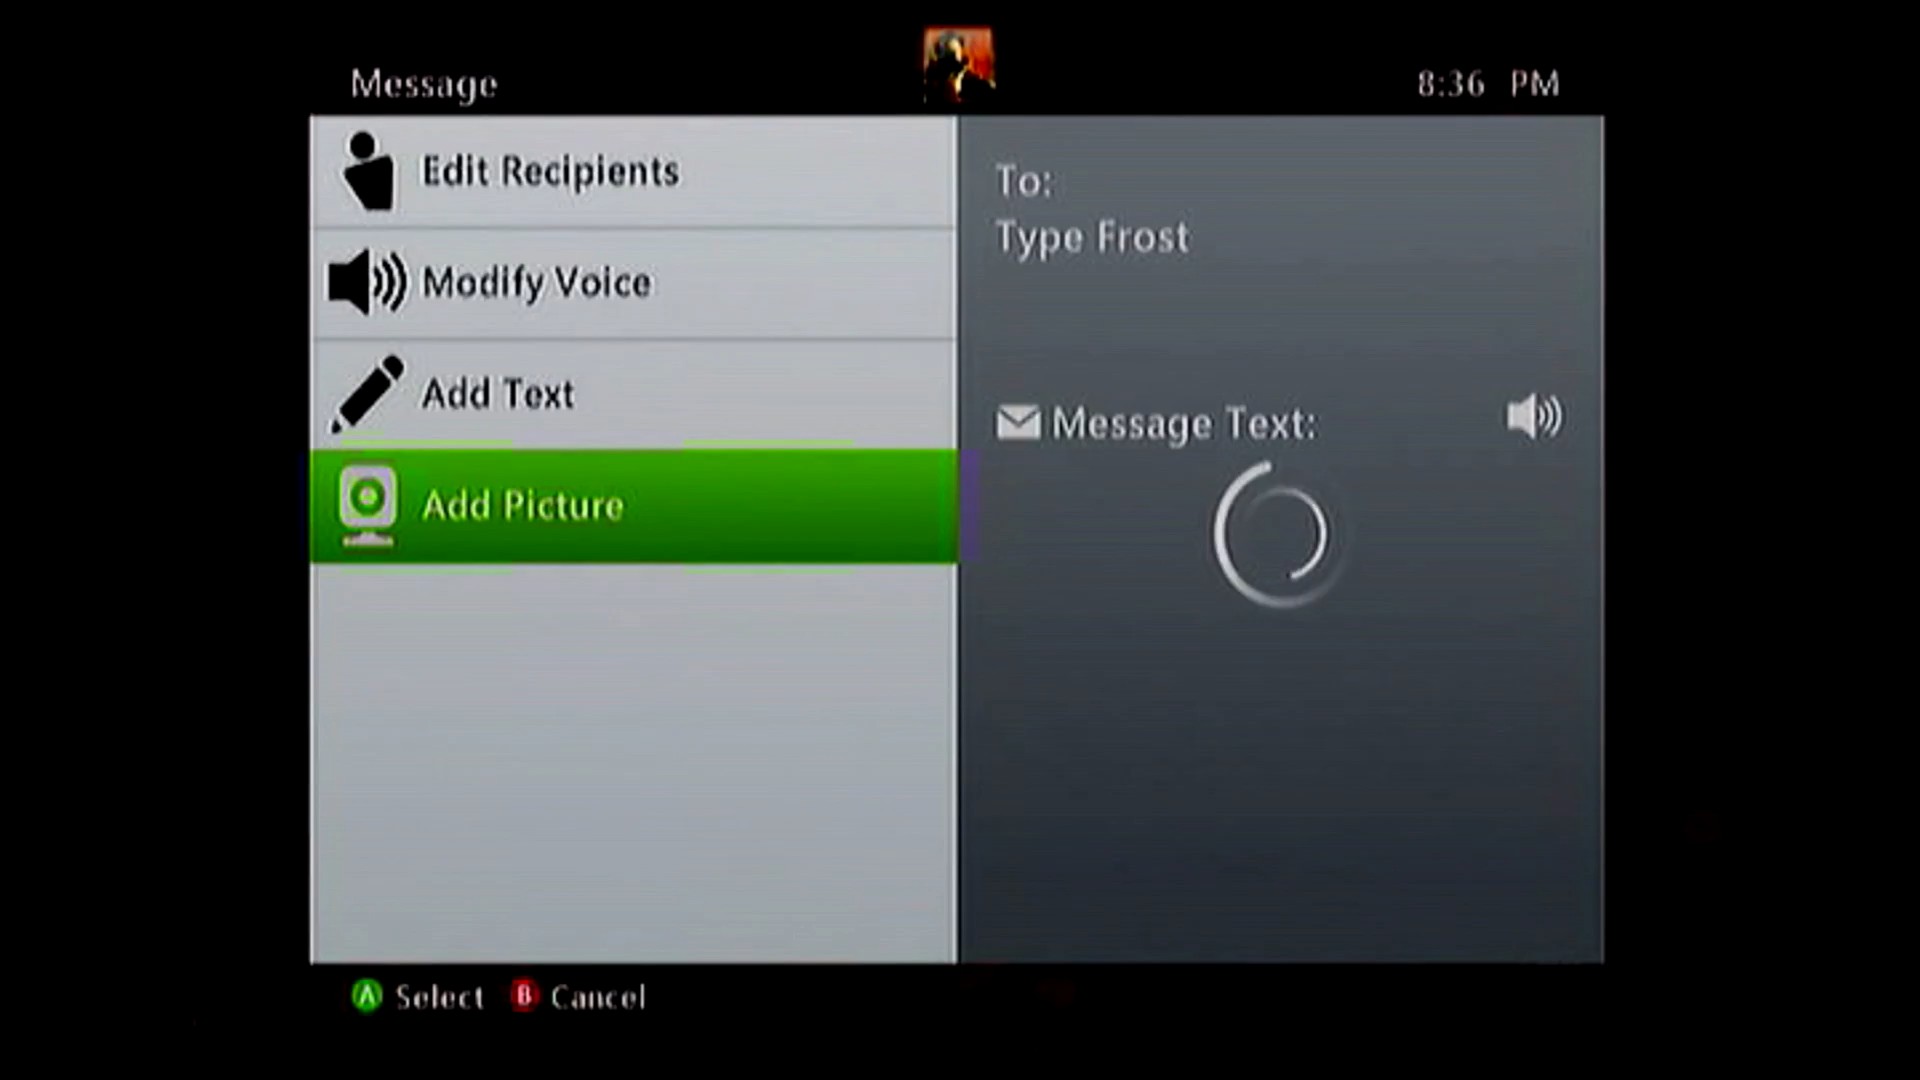 Message
8:36 PM
Edit Recipients
Modify Voice
Add Text
Add Picture
To:
Type Frost
Message Text:
A Select B Cancel